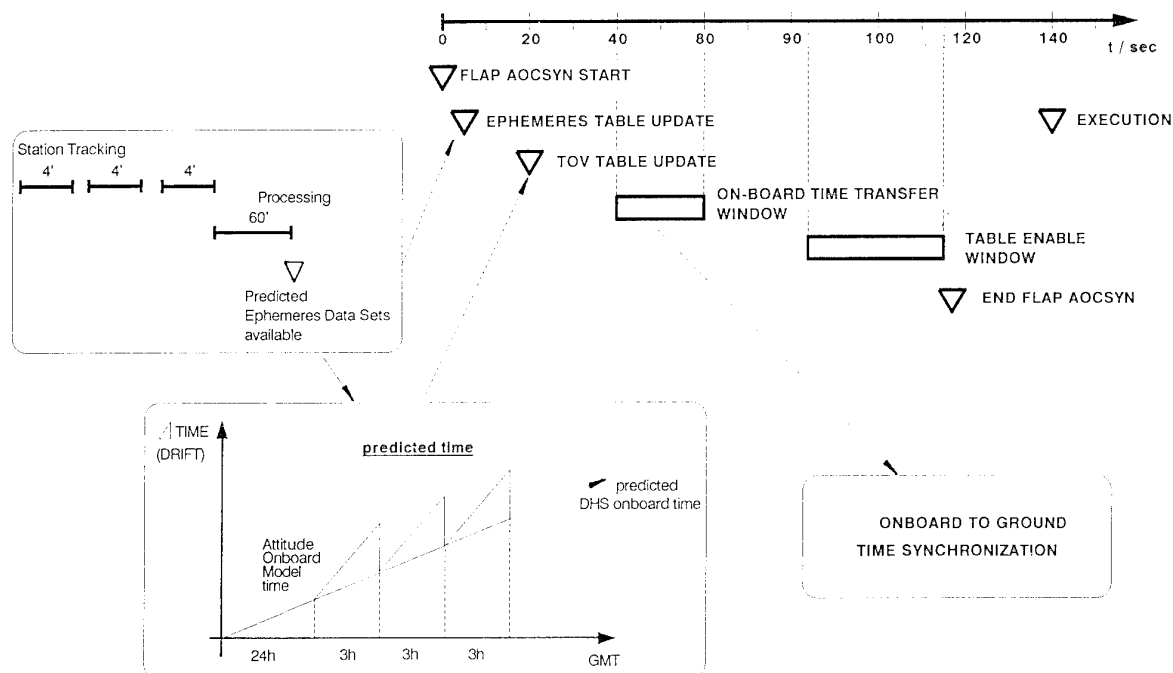 0 20 40 60 80 90 100 120 140
t / sec
FLAP AOCSYN START
EPHEMERES TABLE UPDATE
EXECUTION
TOV TABLE UPDATE
ON-BOARD TIME TRANSFER
WINDOW
TABLE ENABLE
WINDOW
END FLAP AOCSYN
Station Tracking
4' 4' 4'
Processing
60'
Predicted
Ephemeres Data Sets
available
TIME
(DRIFT)
predicted time
predicted
DHS onboard time
Attitude
Onboard
Model
time
24h 3h 3h 3h
GMT
ONBOARD TO GROUND
TIME SYNCHRONIZATION